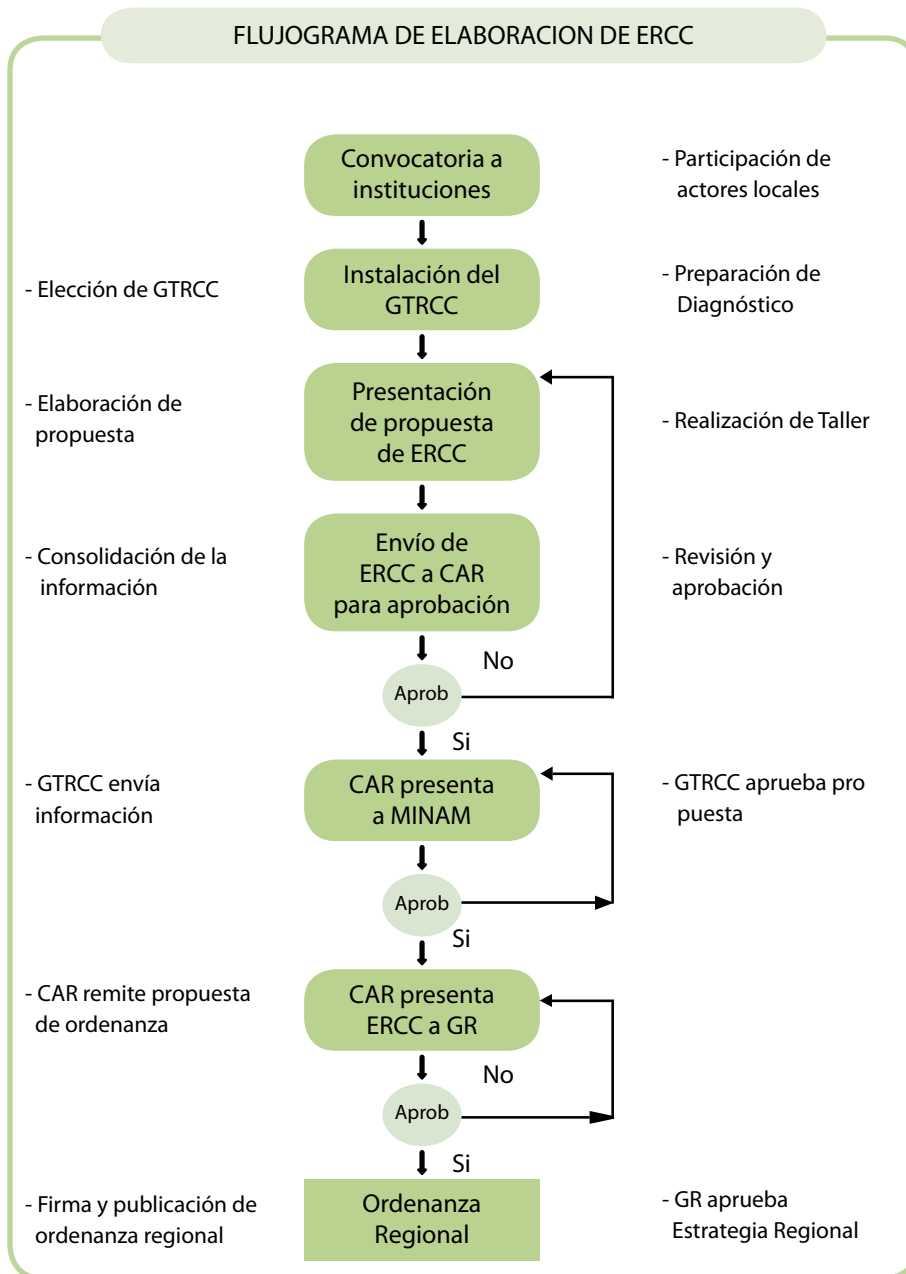 FLUJOGRAMA DE ELABORACION DE ERCC
Convocatoria a
instituciones
- Participación de
actores locales
- Elección de GTRCC
Instalación del
GTRCC
- Preparación de
Diagnóstico
- Elaboración de
propuesta
Presentación
de propuesta
de ERCC
- Realización de Taller
- Consolidación de la
información
Envío de
ERCC a CAR
para aprobación
- Revisión y
aprobación
No
Aprob
Si
- GTRCC envía
información
CAR presenta
a MINAM
- GTRCC aprueba pro
puesta
Aprob
Si
- CAR remite propuesta
de ordenanza
CAR presenta
ERCC a GR
No
Aprob
Si
- Firma y publicación de
ordenanza regional
Ordenanza
Regional
- GR aprueba
Estrategia Regional